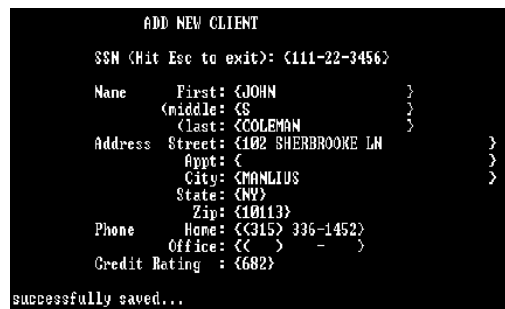 ADD NEW CLIENT
SSN (Hit Esc to exit): {111-22-3456}
Name First: {JOHN }
(middle: {S }
(last: {COLEMAN }
Address Street: {102 SHERBROOKE LN }
Appt: { }
City: {MANLIUS }
State: {NY}
Zip: {10113}
Phone Home: {(315) 336-1452}
Office: {( ) - }
Credit Rating : {682}
successfully saved...